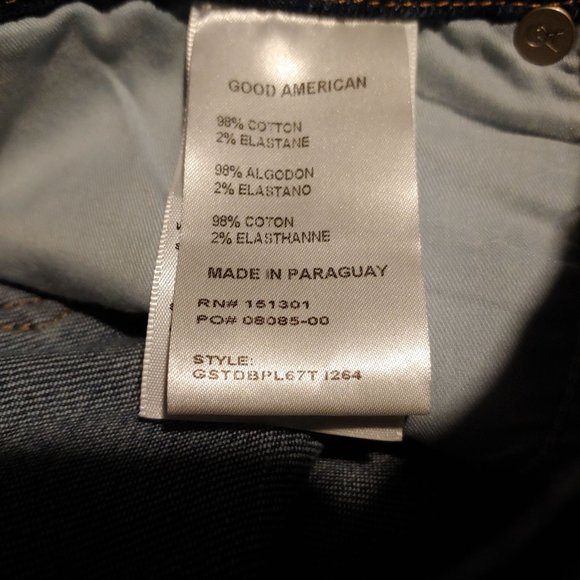 GOOD AMERICAN
98% COTTON
2% ELASTANE
98% ALGODON
2% ELASTANO
98% COTON
2% ELASTHANNE
MADE IN PARAGUAY
RN# 151301
PO# 08085-00
STYLE:
GSTDBPL67T I264